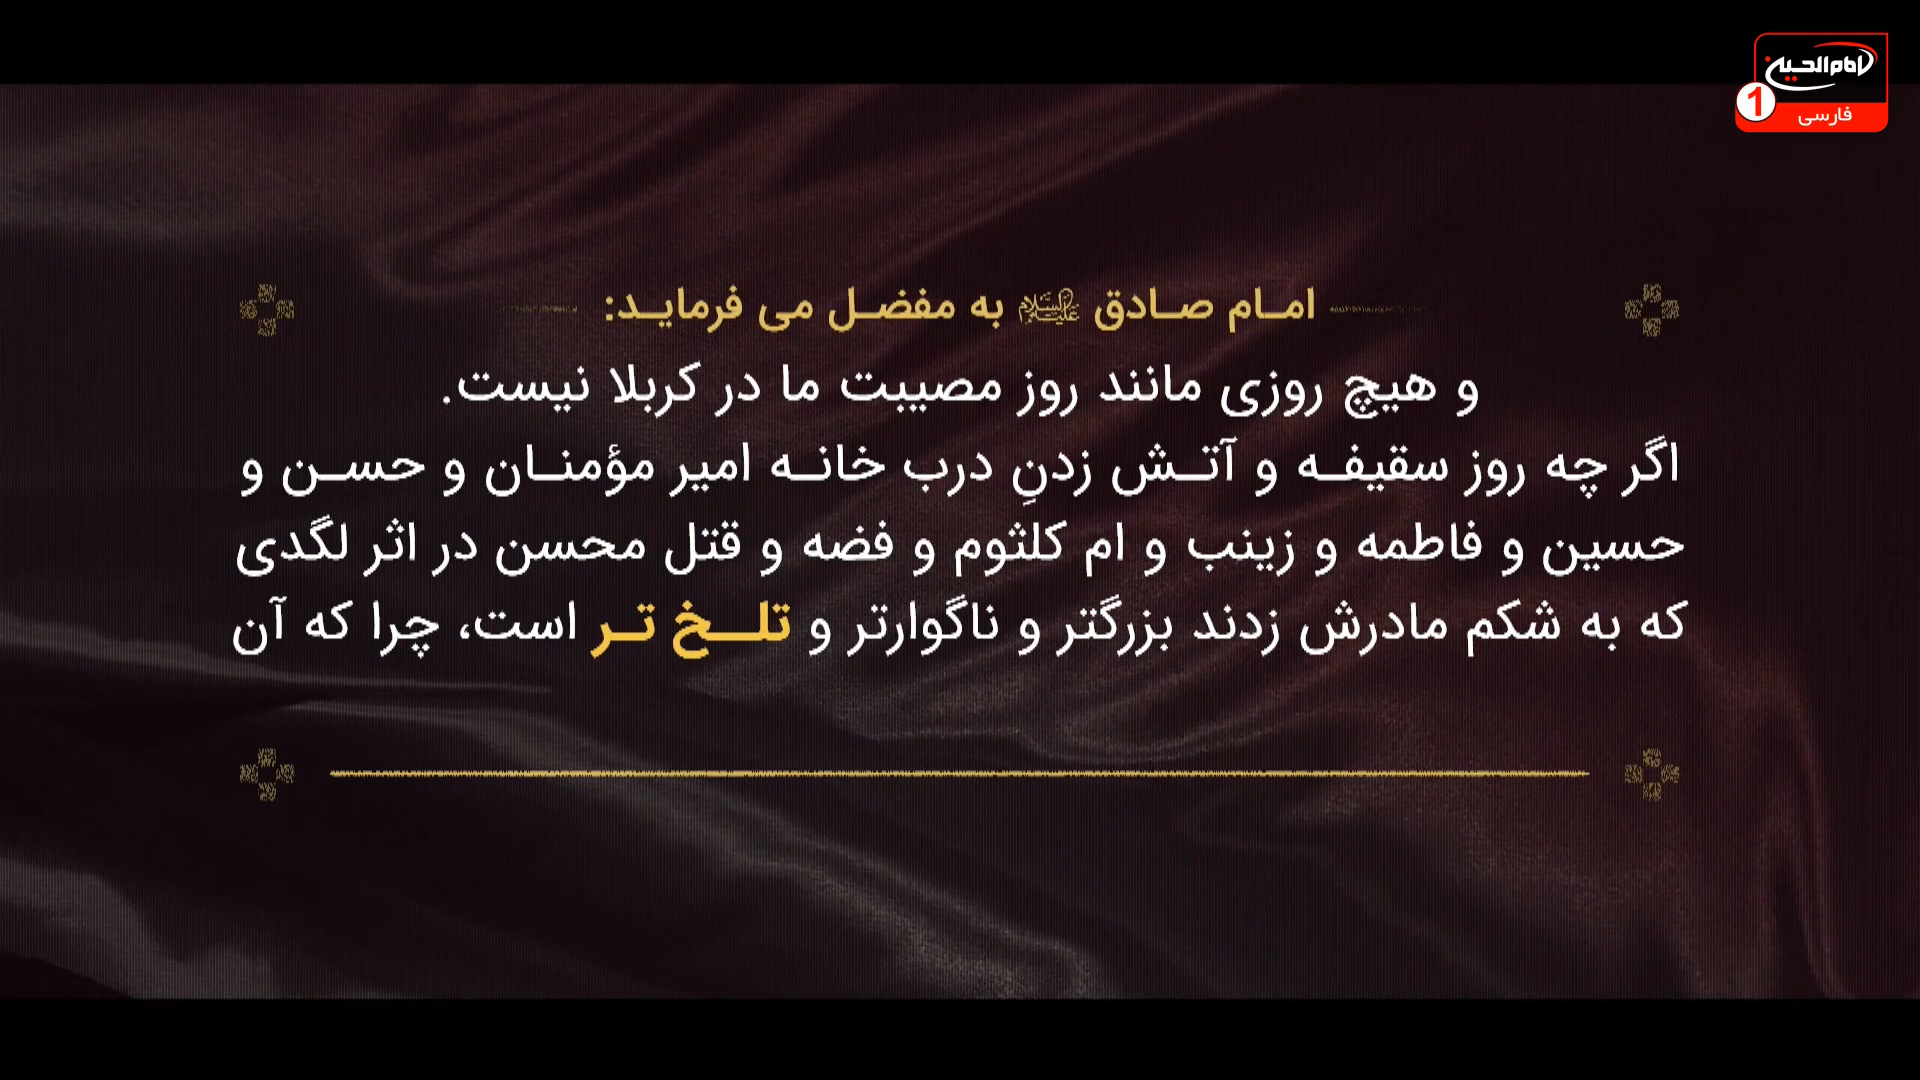 امام الحسین
1
فارسی
امـام صـادق علیه‌السلام به مفضـل می فرمایـد:
و هیچ روزی مانند روز مصیبت ما در کربلا نیست.
اگر چه روز سقیفـه و آتـش زدنِ درب خانـه امیر مؤمنـان و حسـن و
حسین و فاطمه و زینب و ام کلثوم و فضه و قتل محسن در اثر لگدی
که به شکم مادرش زدند بزرگتر و ناگوارتر و تلـخ تـر است، چرا که آن